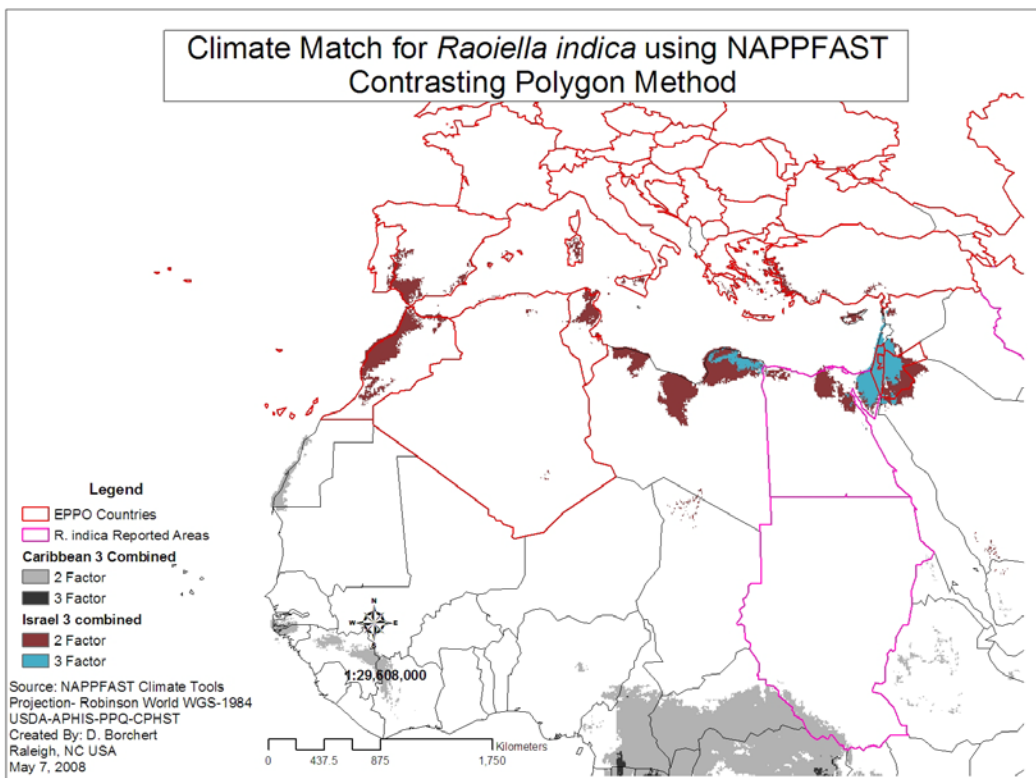 Climate Match for Raoiella indica using NAPPFAST
Contrasting Polygon Method
Legend
EPPO Countries
R. indica Reported Areas
Caribbean 3 Combined
2 Factor
3 Factor
Israel 3 combined
2 Factor
3 Factor
N
W E
S
1:29,608,000
Source: NAPPFAST Climate Tools
Projection- Robinson World WGS-1984
USDA-APHIS-PPQ-CPHST
Created By: D. Borchert
Raleigh, NC USA
May 7, 2008
Kilometers
0 437.5 875 1,750